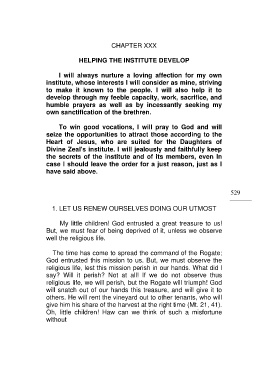 CHAPTER XXX
HELPING THE INSTITUTE DEVELOP
I will always nurture a loving affection for my own
institute, whose interests I will consider as mine, striving
to make it known to the people. I will also help it to
develop through my feeble capacity, work, sacrifice, and
humble prayers as well as by incessantly seeking my
own sanctification of the brethren.
To win good vocations, I will pray to God and will
seize the opportunities to attract those according to the
Heart of Jesus, who are suited for the Daughters of
Divine Zeal's institute. I will jealously and faithfully keep
the secrets of the institute and of its members, even in
case I should leave the order for a just reason, just as I
have said above.
529
1. LET US RENEW OURSELVES DOING OUR UTMOST
My little children! God entrusted a great treasure to us!
But, we must fear of being deprived of it, unless we observe
well the religious life.
The time has come to spread the command of the Rogate;
God entrusted this mission to us. But, we must observe the
religious life, lest this mission perish in our hands. What did I
say? Will it perish? Not at all! If we do not observe thus
religious life, we will perish, but the Rogate will triumph! God
will snatch out of our hands this treasure, and will give it to
others. He will rent the vineyard out to other tenants, who will
give him his share of the harvest at the right time (Mt. 21, 41).
Oh, little children! Haw can we think of such a misfortune
without